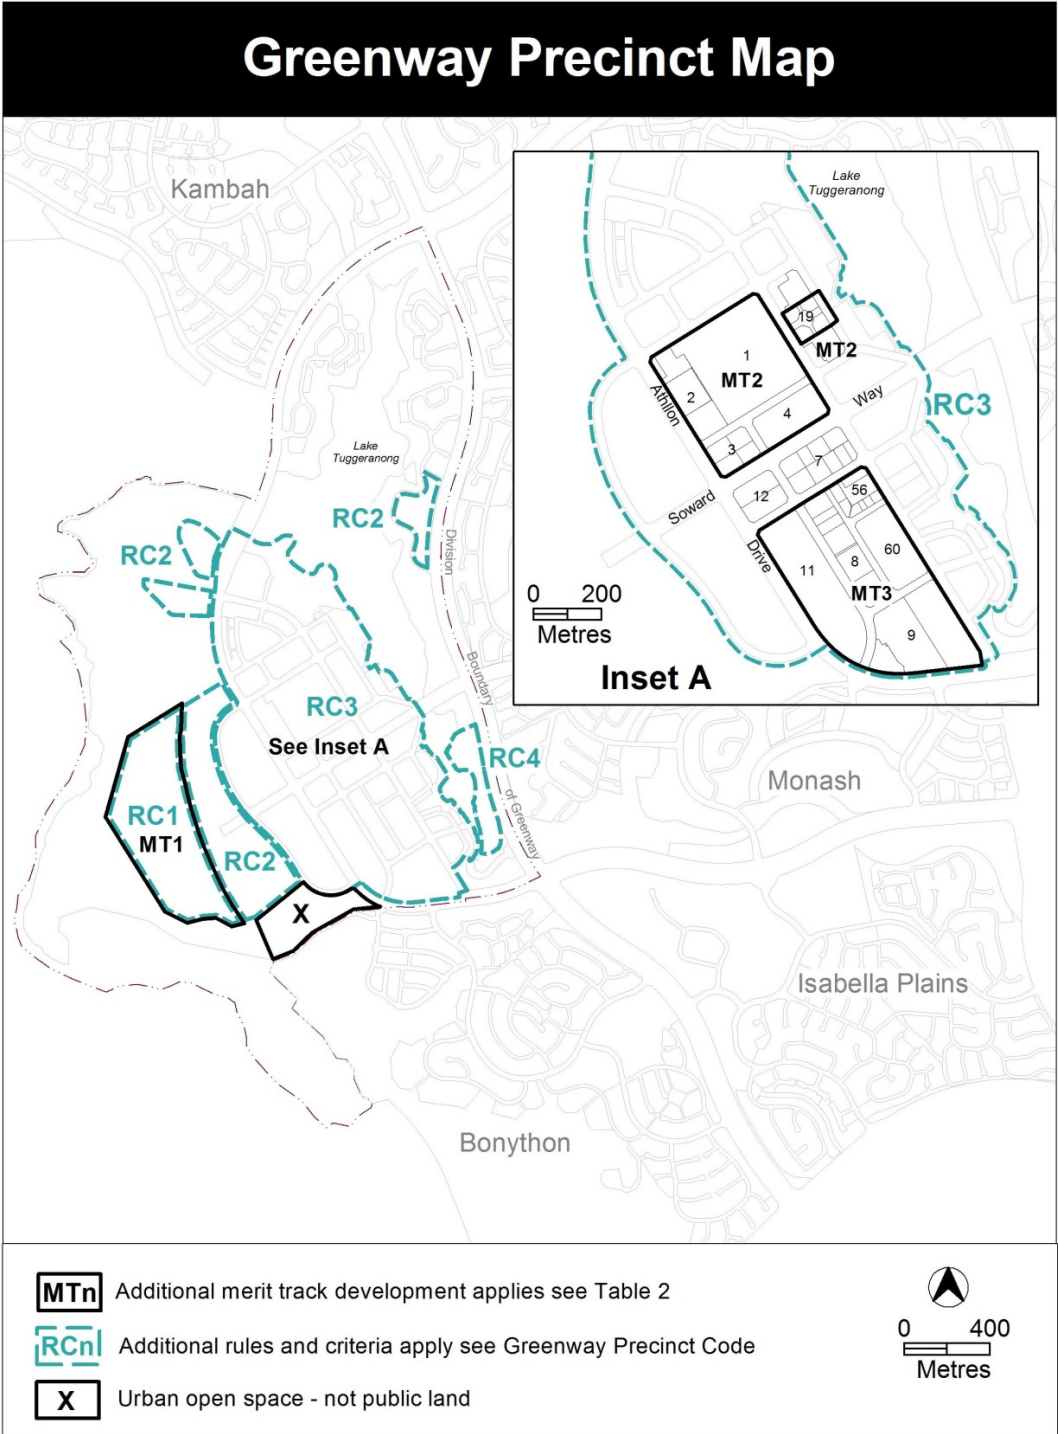 Greenway Precinct Map
Kambah
Lake
Tuggeranong
RC2
RC2
Division
Boundary
of Greenway
RC3
See Inset A
RC4
RC1
MT1
RC2
X
Monash
Isabella Plains
Bonython
Lake
Tuggeranong
19
MT2
1
MT2
2
Athllon
4
Way
RC3
3
7
Soward
12
56
Drive
11
8
60
MT3
9
0 200
Metres
Inset A
MTn Additional merit track development applies see Table 2
RCn Additional rules and criteria apply see Greenway Precinct Code
X Urban open space - not public land
0 400
Metres